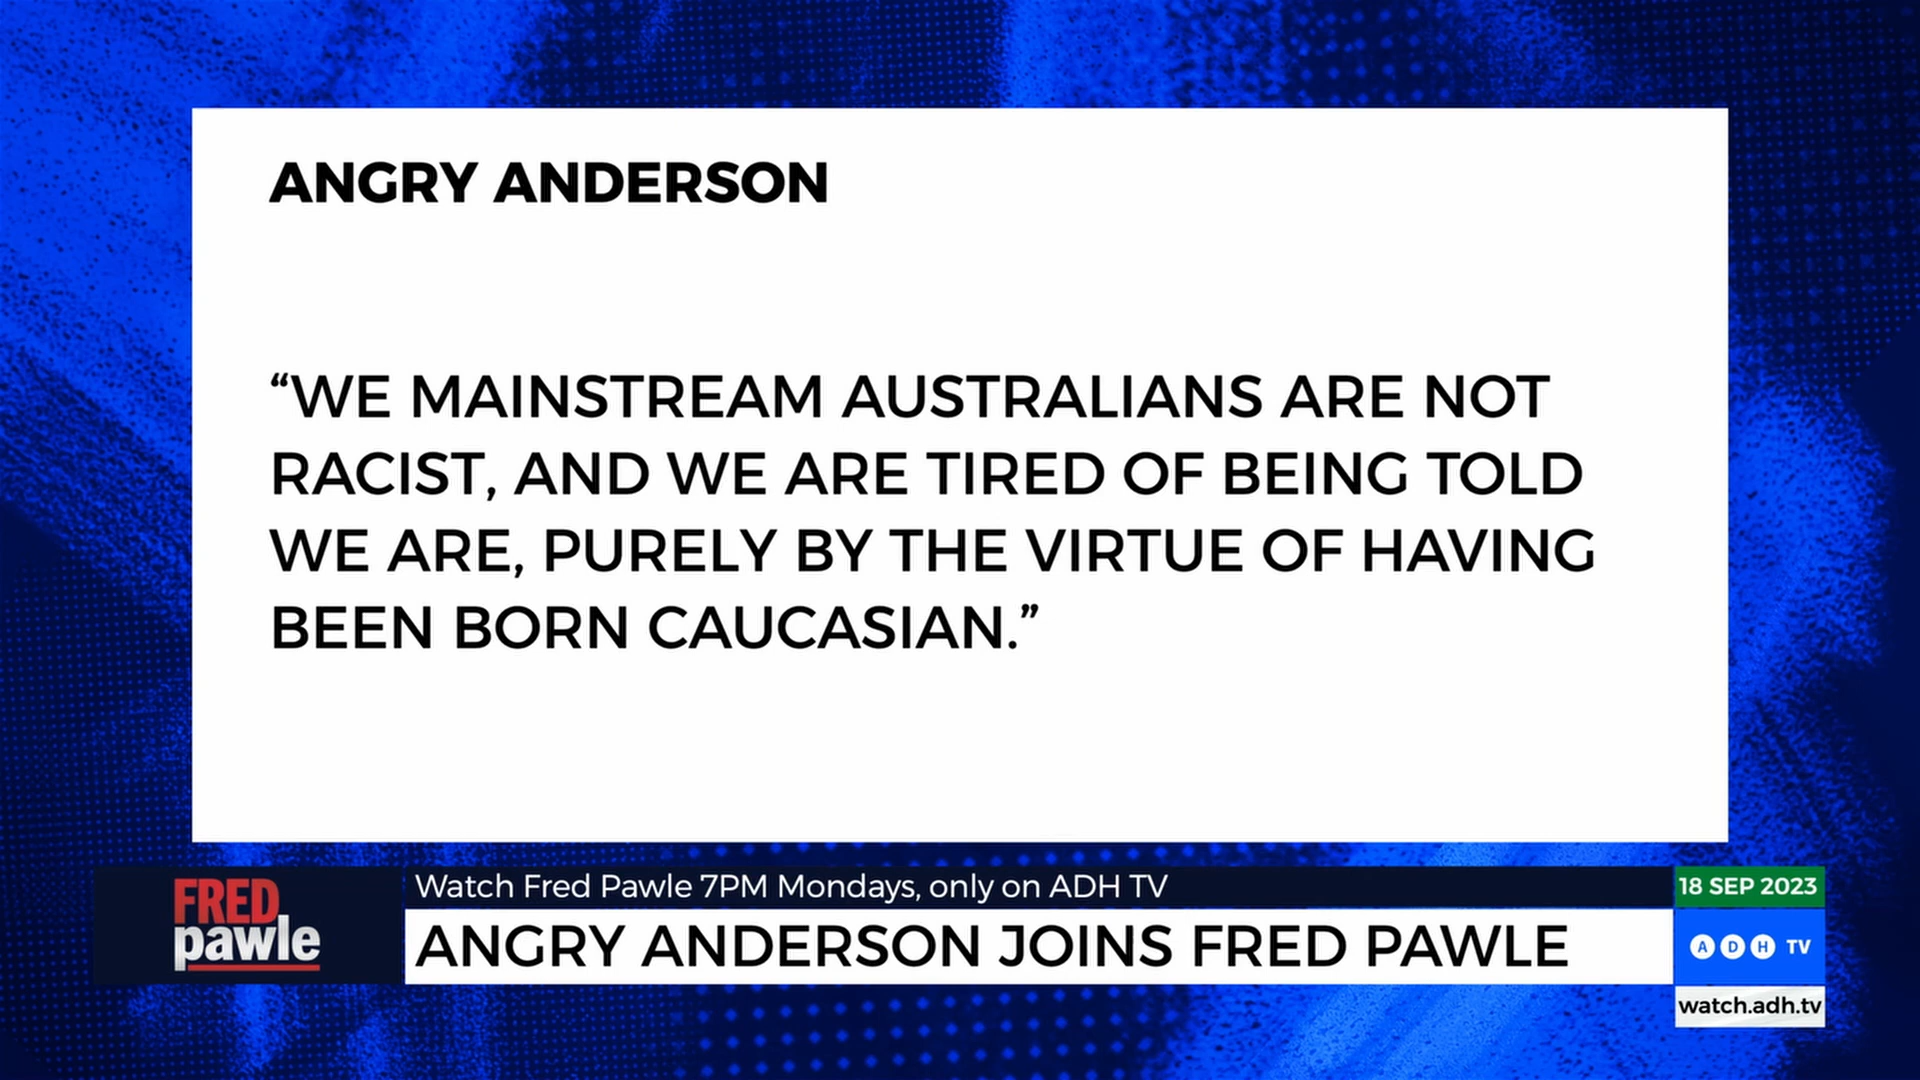 ANGRY ANDERSON
“WE MAINSTREAM AUSTRALIANS ARE NOT
RACIST, AND WE ARE TIRED OF BEING TOLD
WE ARE, PURELY BY THE VIRTUE OF HAVING
BEEN BORN CAUCASIAN.”
FRED
pawle
Watch Fred Pawle 7PM Mondays, only on ADH TV
ANGRY ANDERSON JOINS FRED PAWLE
18 SEP 2023
ADH TV
watch.adh.tv